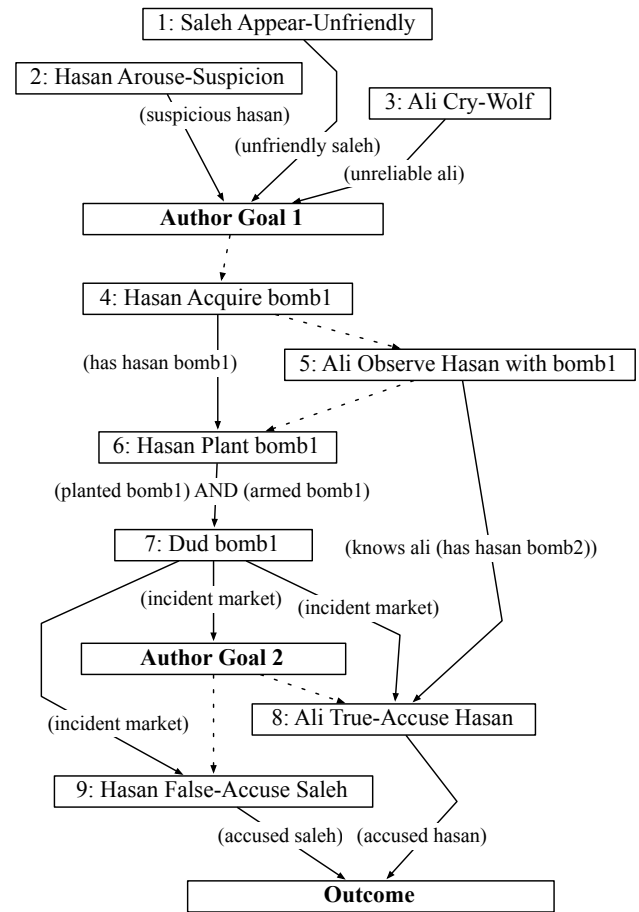 1: Saleh Appear-Unfriendly
2: Hasan Arouse-Suspicion
3: Ali Cry-Wolf
(suspicious hasan)
(unfriendly saleh)
(unreliable ali)
Author Goal 1
4: Hasan Acquire bomb1
(has hasan bomb1)
5: Ali Observe Hasan with bomb1
6: Hasan Plant bomb1
(planted bomb1) AND (armed bomb1)
7: Dud bomb1
(knows ali (has hasan bomb2))
(incident market)
(incident market)
Author Goal 2
(incident market)
8: Ali True-Accuse Hasan
9: Hasan False-Accuse Saleh
(accused saleh)
(accused hasan)
Outcome